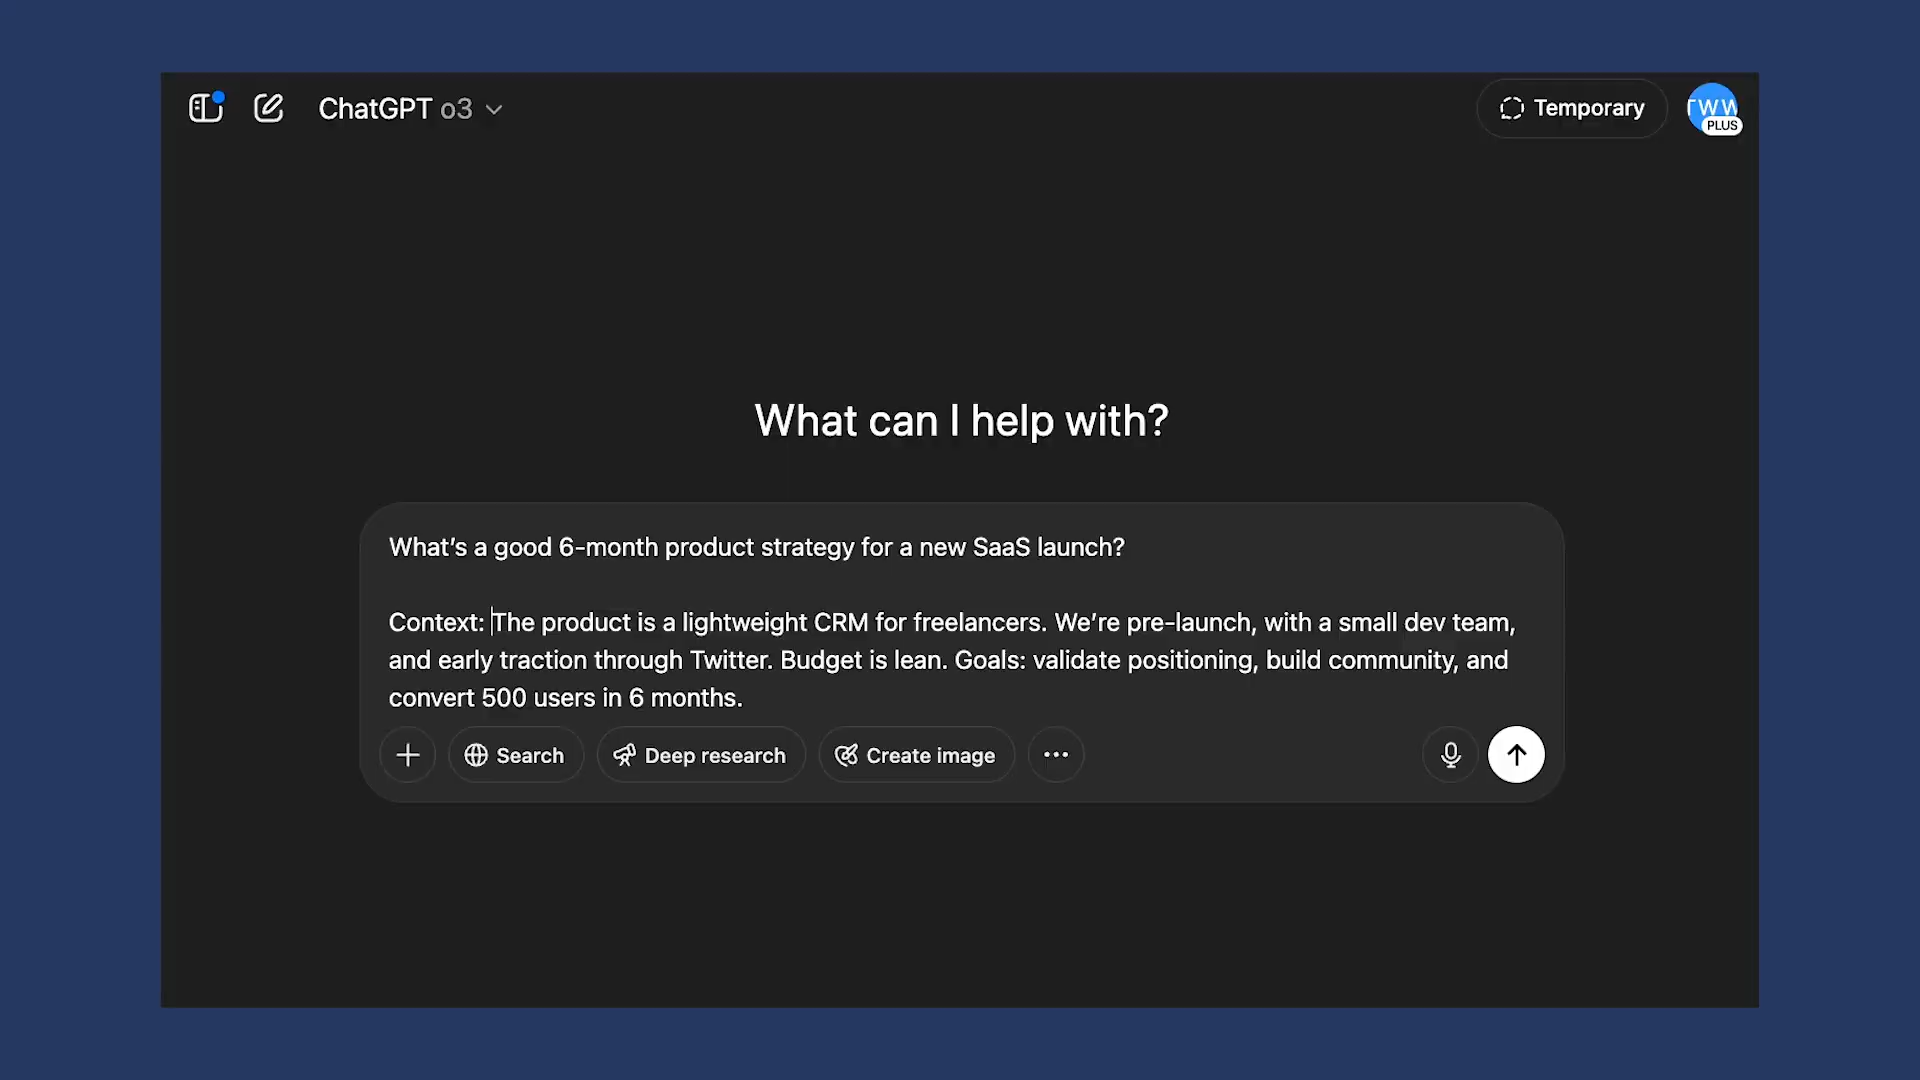 ChatGPT o3
Temporary
TWW
PLUS
What can I help with?
What’s a good 6-month product strategy for a new SaaS launch?
Context: The product is a lightweight CRM for freelancers. We’re pre-launch, with a small dev team,
and early traction through Twitter. Budget is lean. Goals: validate positioning, build community, and
convert 500 users in 6 months.
Search
Deep research
Create image